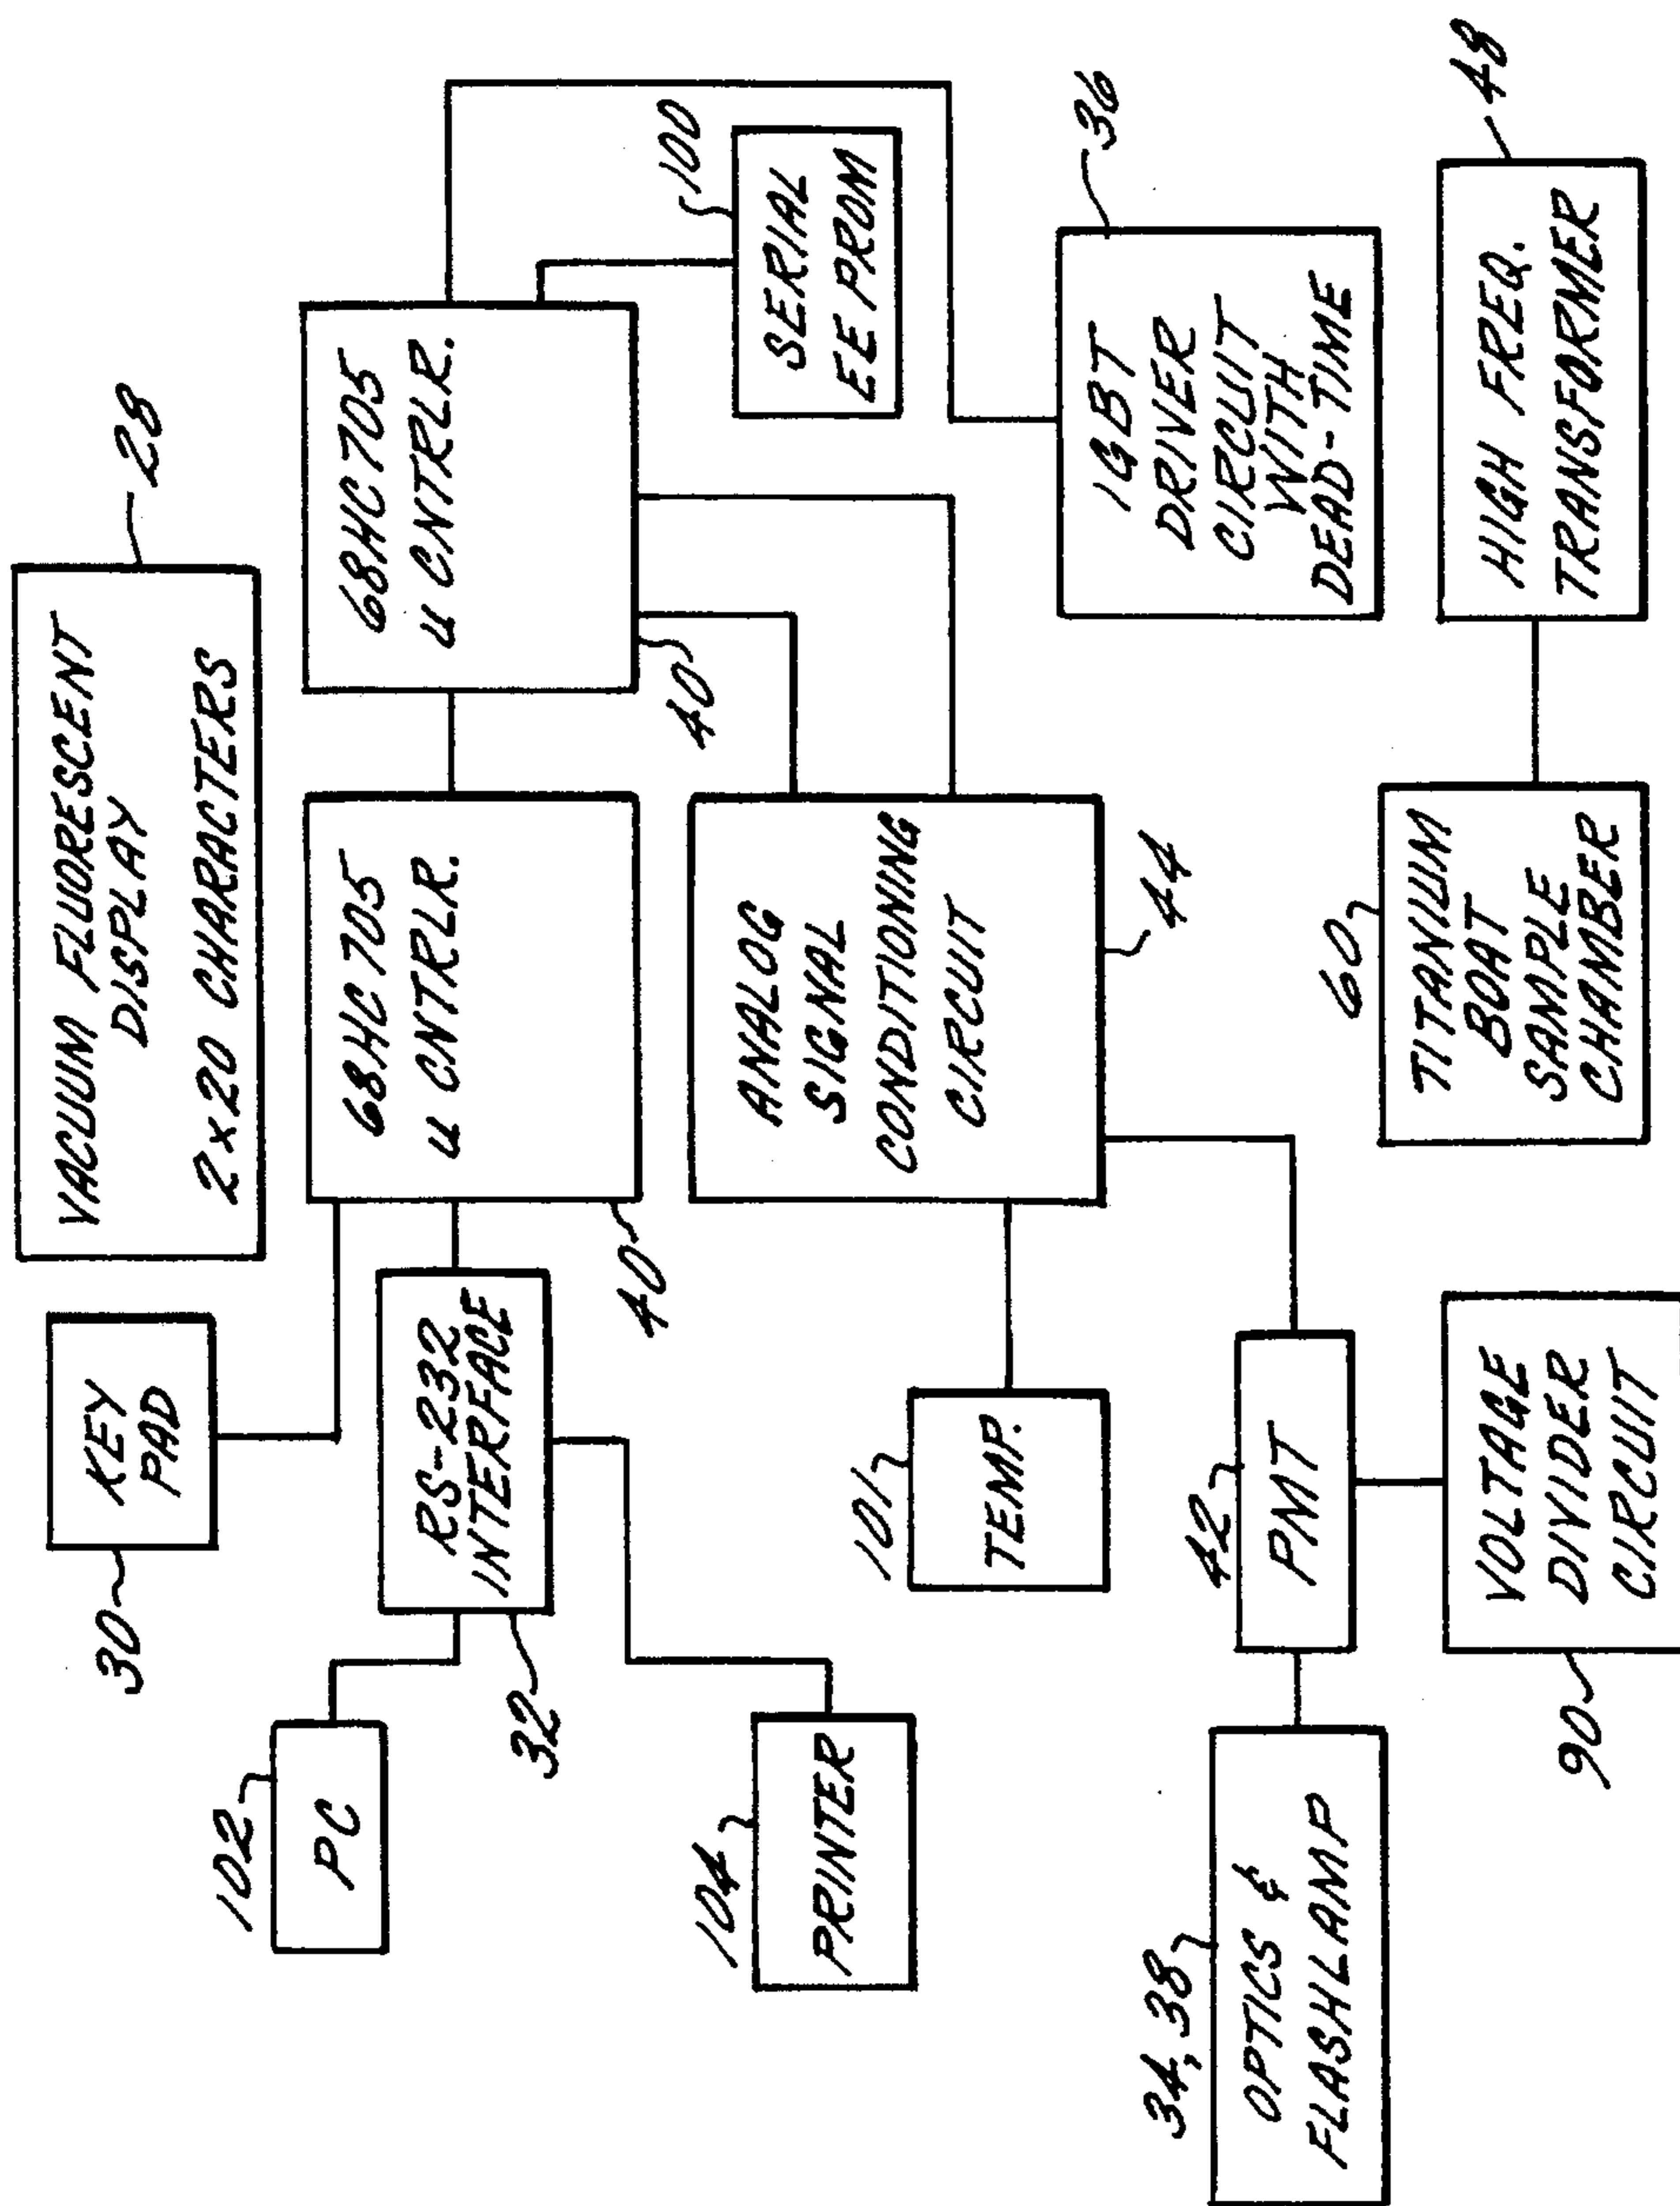 VACUUM FLUORESCENT
DISPLAY
2x20 CHARACTERS
28
KEY
PAD
30
68HC705
u CNTRLR.
40
68HC705
u CNTRLR.
40
SERIAL
EE PROM
100
RS-232
INTERFACE
32
102
PC
104
PRINTER
ANALOG
SIGNAL
CONDITIONING
CIRCUIT
44
101
TEMP.
IGBT
DRIVER
CIRCUIT
WITH
DEAD-TIME
36
42
PMT
34,38
OPTICS &
FLASHLAMP
VOLTAGE
DIVIDER
CIRCUIT
90
60
TITANIUM
BOAT
SAMPLE
CHAMBER
HIGH FREQ.
TRANSFORMER
48